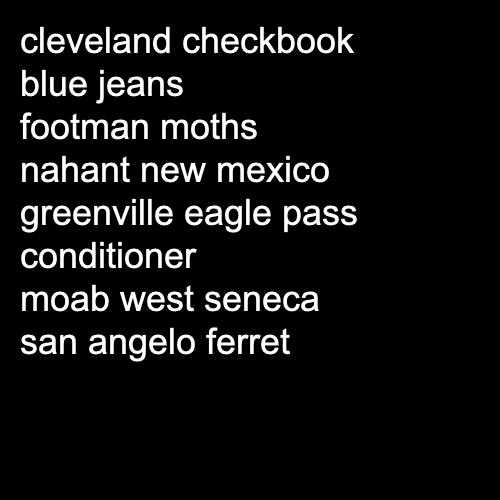 cleveland checkbook
blue jeans
footman moths
nahant new mexico
greenville eagle pass
conditioner
moab west seneca
san angelo ferret